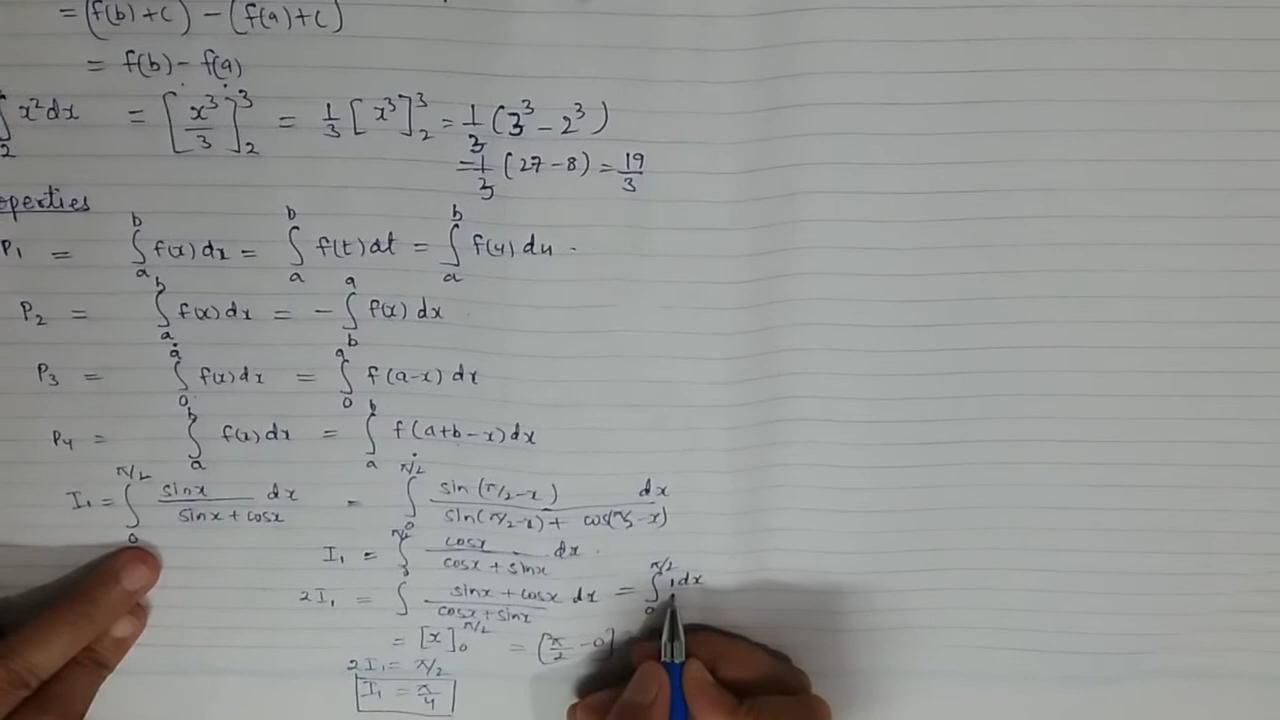 = (f(b)+c) - (f(a)+c)
= f(b) - f(a)
∫₂ x²dx = [x³/3]₂³ = 1/3 [x³]₂³ = 1/3 (3³ - 2³)
= 1/3 (27 - 8) = 19/3
operties
P₁ = ∫ₐᵇ f(x) dx = ∫ₐᵇ f(t) dt = ∫ₐᵇ f(u) du .
P₂ = ∫ₐᵇ f(x) dx = - ∫ᵇᵃ f(x) dx
P₃ = ∫₀ᵃ f(x) dx = ∫₀ᵃ f(a-x) dx
P₄ = ∫ₐᵇ f(x) dx = ∫ₐᵇ f(a+b-x) dx
I₁ = ∫₀^π/2 sinx/(sinx + cosx) dx = ∫₀^π/2 sin(π/2-x)/(sin(π/2-x) + cos(π/2-x)) dx
I₁ = ∫₀^π/2 cosx/(cosx + sinx) dx .
2I₁ = ∫ (sinx + cosx)/(cosx + sinx) dx = ∫₀^π/2 1 dx
= [x]₀^π/2 = (π/2 - 0]
2I₁ = π/2
I₁ = π/4